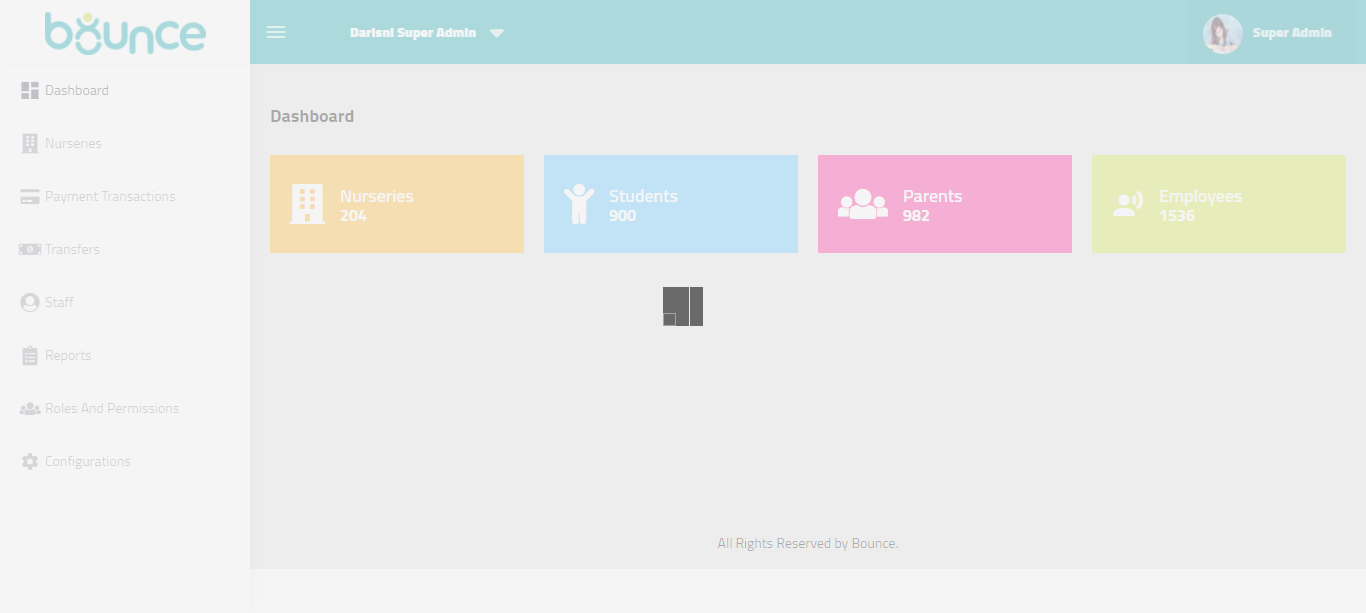 bounce
Darisni Super Admin
Super Admin
Dashboard
Nurseries
Payment Transactions
Transfers
Staff
Reports
Roles And Permissions
Configurations
Dashboard
Nurseries
204
Students
900
Parents
982
Employees
1536
All Rights Reserved by Bounce.